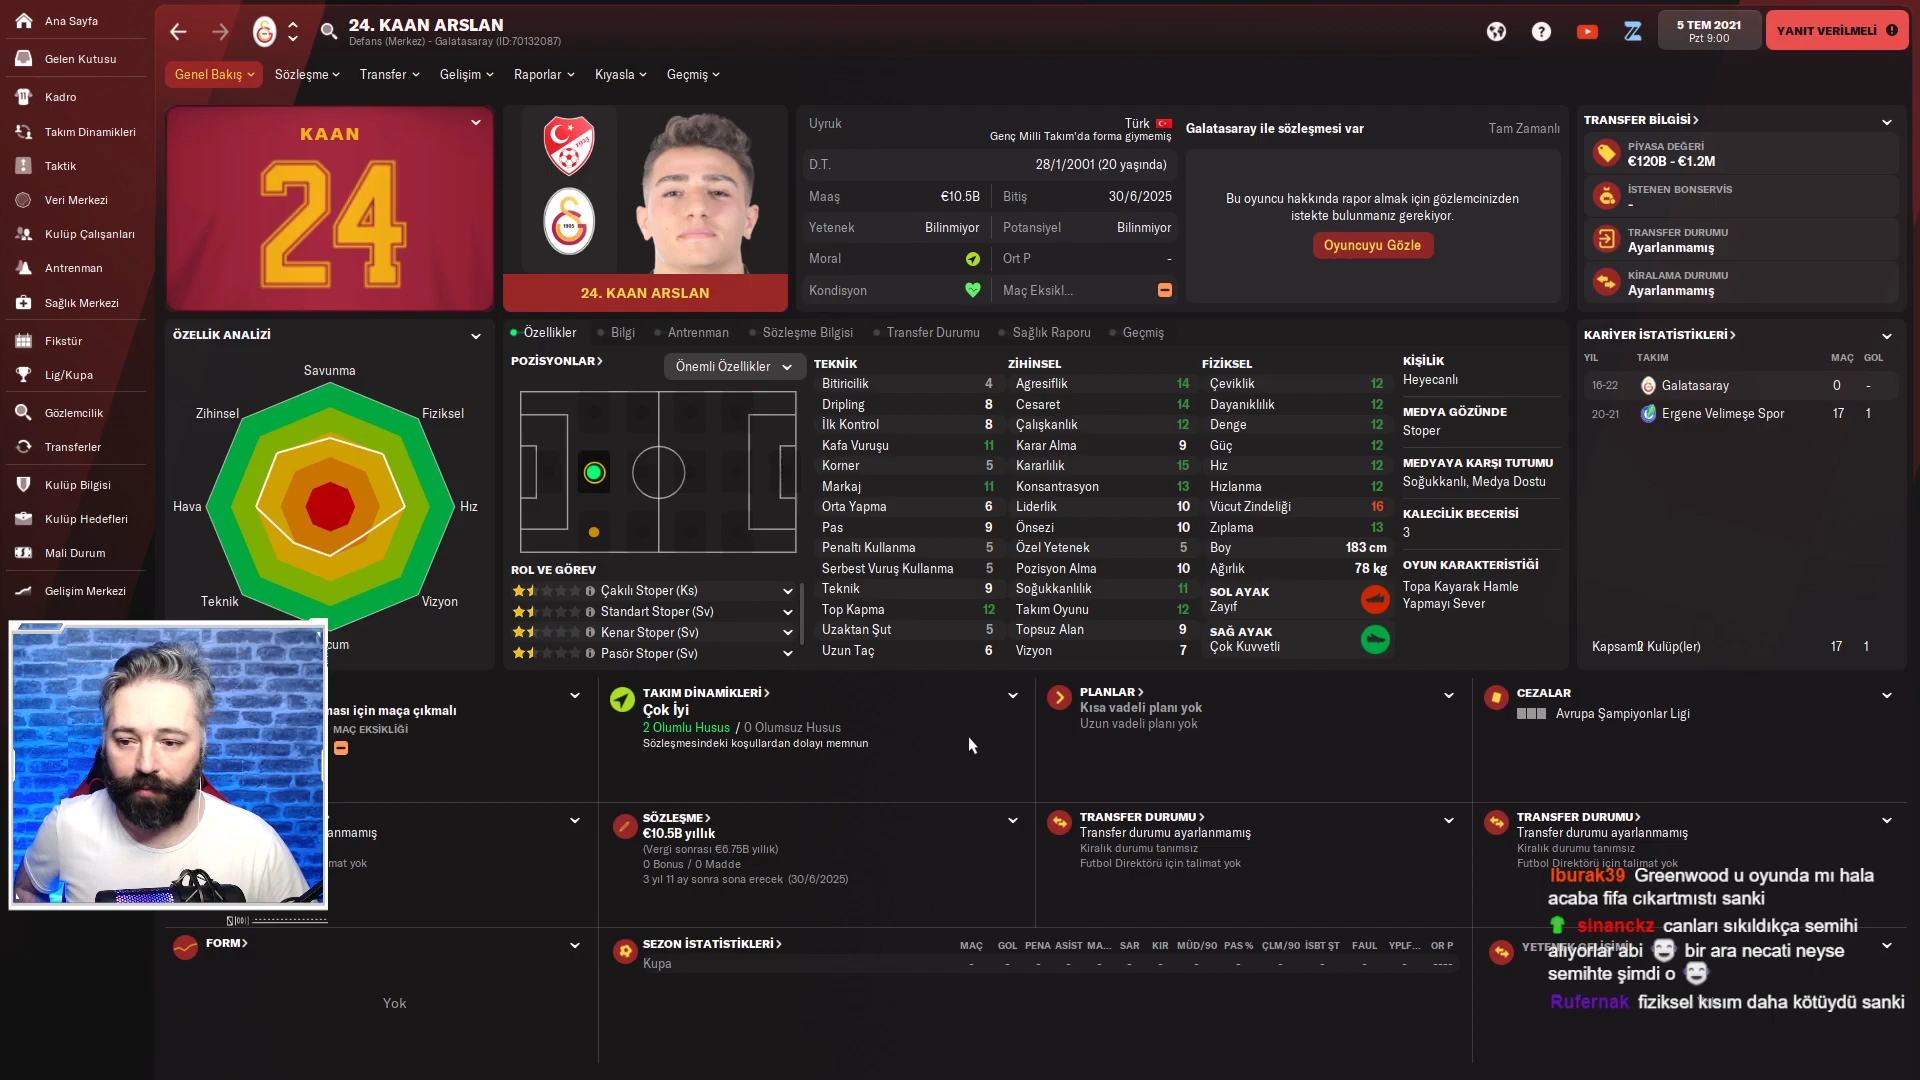 Ana Sayfa
Gelen Kutusu
Kadro
Takım Dinamikleri
Taktik
Veri Merkezi
Kulüp Çalışanları
Antrenman
Sağlık Merkezi
Fikstür
Lig/Kupa
Gözlemcilik
Transferler
Kulüp Bilgisi
Kulüp Hedefleri
Mali Durum
Gelişim Merkezi
24. KAAN ARSLAN
Defans (Merkez) - Galatasaray (ID:70132087)
5 TEM 2021
Pzt 9:00
YANIT VERİLMELİ
Genel Bakış
Sözleşme
Transfer
Gelişim
Raporlar
Kıyasla
Geçmiş
KAAN
24
24. KAAN ARSLAN
Uyruk Türk
Genç Milli Takım'da forma giymemiş
D.T. 28/1/2001 (20 yaşında)
Maaş €10.5B Bitiş 30/6/2025
Yetenek Bilinmiyor Potansiyel Bilinmiyor
Moral Ort P -
Kondisyon Maç Eksikl...
Galatasaray ile sözleşmesi var Tam Zamanlı
Bu oyuncu hakkında rapor almak için gözlemcinizden
istekte bulunmanız gerekiyor.
Oyuncuyu Gözle
TRANSFER BİLGİSİ
PİYASA DEĞERİ
€120B - €1.2M
İSTENEN BONSERVİS
-
TRANSFER DURUMU
Ayarlanmamış
KİRALAMA DURUMU
Ayarlanmamış
ÖZELLİK ANALİZİ
Savunma
Zihinsel
Fiziksel
Hava
Hız
Teknik
Vizyon
cum
Özellikler
Bilgi
Antrenman
Sözleşme Bilgisi
Transfer Durumu
Sağlık Raporu
Geçmiş
POZİSYONLAR
Önemli Özellikler
ROL VE GÖREV
Çakılı Stoper (Ks)
Standart Stoper (Sv)
Kenar Stoper (Sv)
Pasör Stoper (Sv)
TEKNİK
Bitiricilik 4
Dripling 8
İlk Kontrol 8
Kafa Vuruşu 11
Korner 5
Markaj 11
Orta Yapma 6
Pas 9
Penaltı Kullanma 5
Serbest Vuruş Kullanma 5
Teknik 9
Top Kapma 12
Uzaktan Şut 5
Uzun Taç 6
ZİHİNSEL
Agresiflik 14
Cesaret 14
Çalışkanlık 12
Karar Alma 9
Kararlılık 15
Konsantrasyon 13
Liderlik 10
Önsezi 10
Özel Yetenek 5
Pozisyon Alma 10
Soğukkanlılık 11
Takım Oyunu 12
Topsuz Alan 9
Vizyon 7
FİZİKSEL
Çeviklik 12
Dayanıklılık 12
Denge 12
Güç 12
Hız 12
Hızlanma 12
Vücut Zindeliği 16
Zıplama 13
Boy 183 cm
Ağırlık 78 kg
SOL AYAK
Zayıf
SAĞ AYAK
Çok Kuvvetli
KİŞİLİK
Heyecanlı
MEDYA GÖZÜNDE
Stoper
MEDYAYA KARŞI TUTUMU
Soğukkanlı, Medya Dostu
KALECİLİK BECERİSİ
3
OYUN KARAKTERİSTİĞİ
Topa Kayarak Hamle
Yapmayı Sever
KARİYER İSTATİSTİKLERİ
YIL TAKIM MAÇ GOL
16-22 Galatasaray 0 -
20-21 Ergene Velimeşe Spor 17 1
Kapsam 2 Kulüp(ler) 17 1
ması için maça çıkmalı
MAÇ EKSİKLİĞİ
TAKIM DİNAMİKLERİ
Çok İyi
2 Olumlu Husus / 0 Olumsuz Husus
Sözleşmesindeki koşullardan dolayı memnun
PLANLAR
Kısa vadeli planı yok
Uzun vadeli planı yok
CEZALAR
Avrupa Şampiyonlar Ligi
anmamış
mat yok
SÖZLEŞME
€10.5B yıllık
(Vergi sonrası €6.75B yıllık)
0 Bonus / 0 Madde
3 yıl 11 ay sonra sona erecek (30/6/2025)
TRANSFER DURUMU
Transfer durumu ayarlanmamış
Kiralık durumu tanımsız
Futbol Direktörü için talimat yok
TRANSFER DURUMU
Transfer durumu ayarlanmamış
Kiralık durumu tanımsız
Futbol Direktörü için talimat yok
FORM
Yok
SEZON İSTATİSTİKLERİ MAÇ GOL PENA ASİST MA... SAR KIR MÜD/90 PAS % ÇLM/90 İSBT ŞT FAUL YPLF... OR P
Kupa - - - - - - - - - - - - - ----
YETENEK GELİŞİMİ
Iburak39 Greenwood u oyunda mı hala
acaba fifa cıkartmıstı sanki
sinanckz canları sıkıldıkça semihi
alıyorlar abi bir ara necati neyse
semihte şimdi o
Rufernak fiziksel kısım daha kötüydü sanki